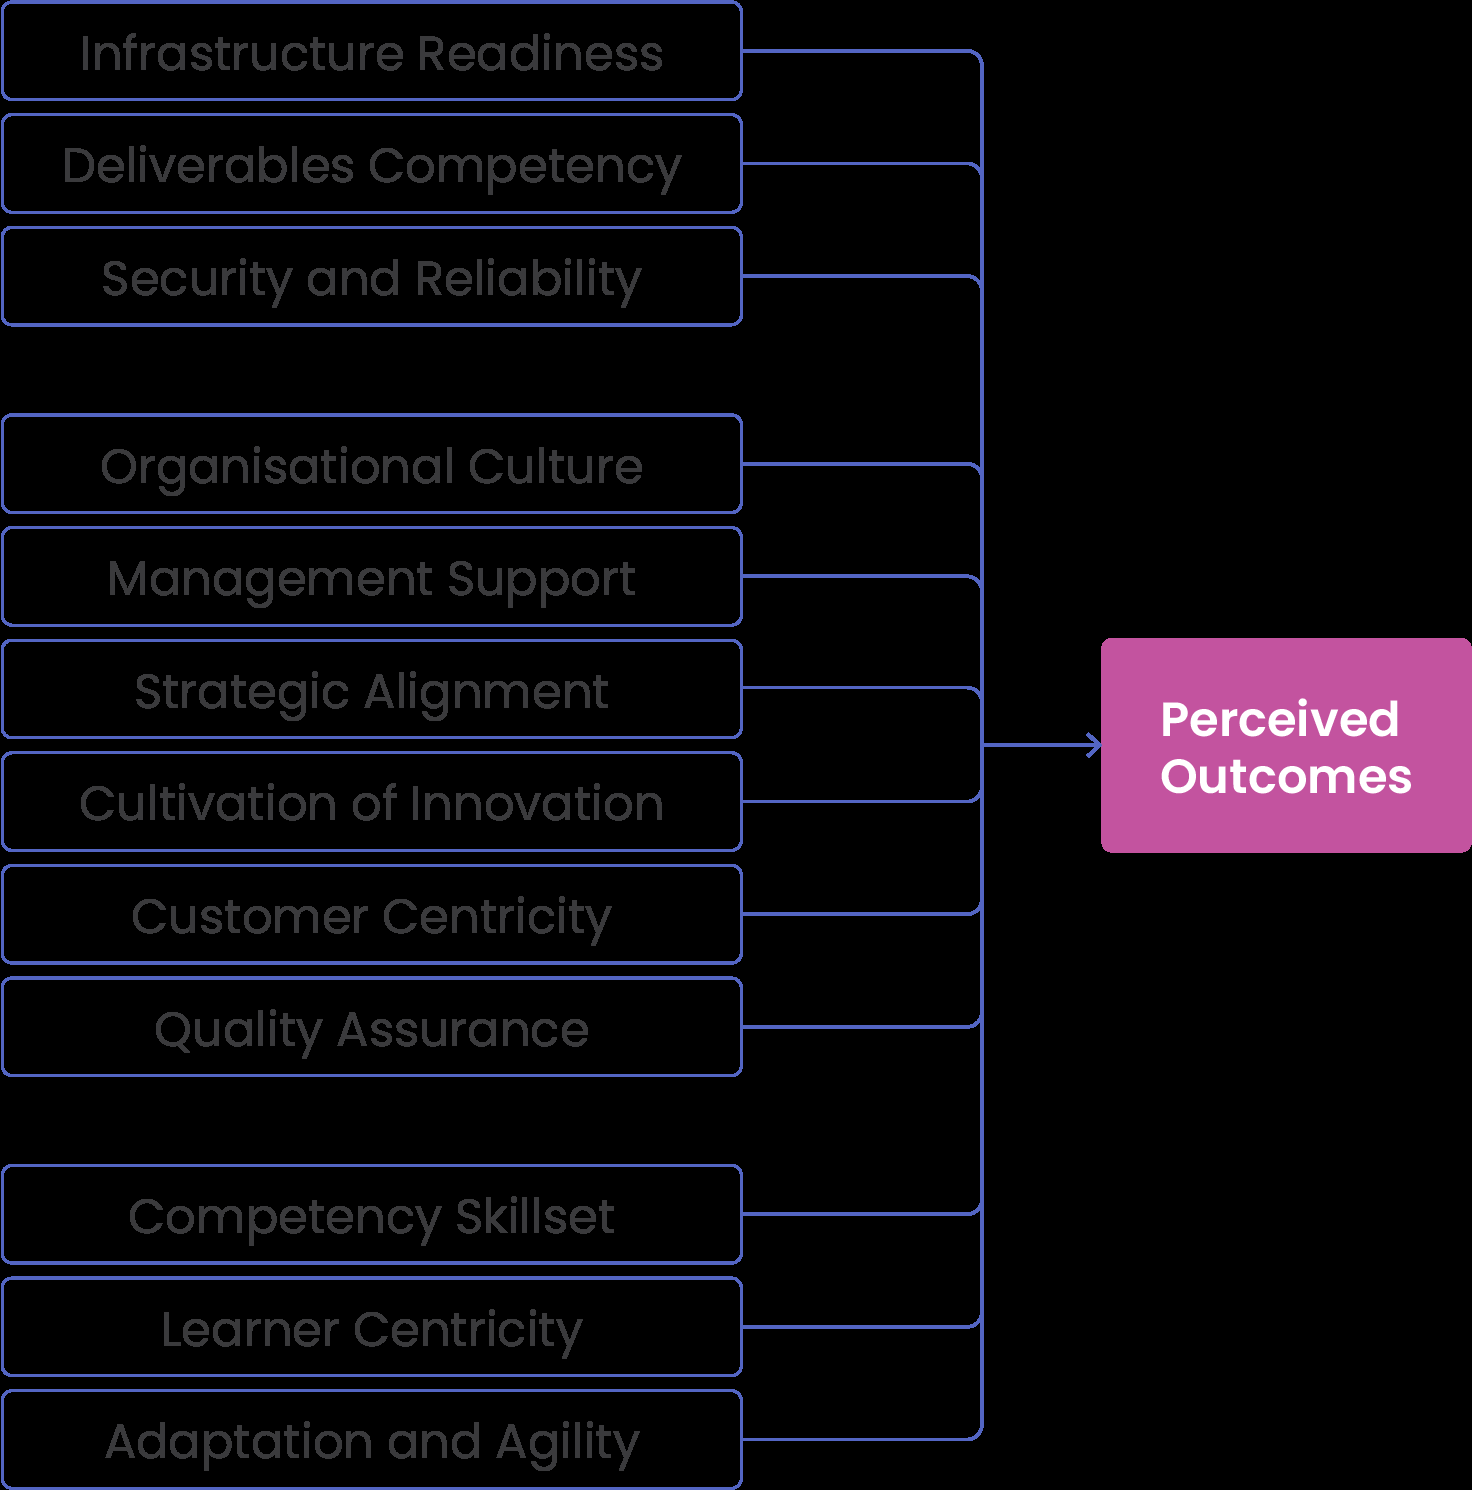 Infrastructure Readiness
Deliverables Competency
Security and Reliability
Organisational Culture
Management Support
Strategic Alignment
Cultivation of Innovation
Customer Centricity
Quality Assurance
Competency Skillset
Learner Centricity
Adaptation and Agility
Perceived
Outcomes